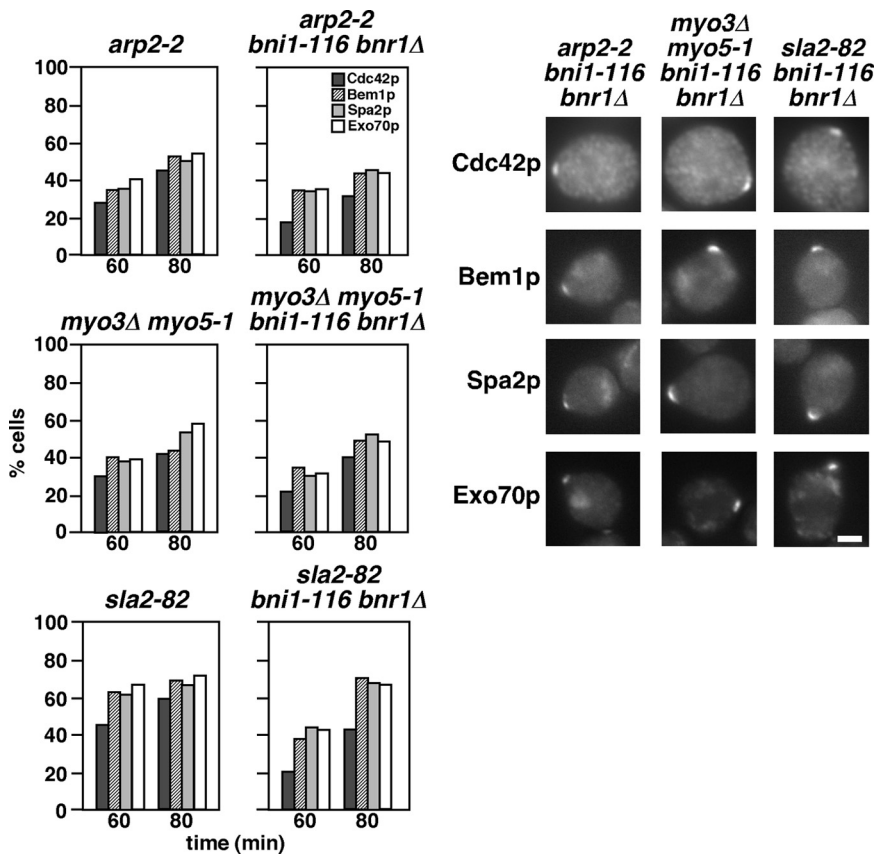 arp2-2
arp2-2
bni1-116 bnr1Δ
100
80
60
40
20
0
60
80
Cdc42p
Bem1p
Spa2p
Exo70p
60
80
myo3Δ myo5-1
myo3Δ myo5-1
bni1-116 bnr1Δ
100
80
60
40
20
0
60
80
60
80
% cells
sla2-82
sla2-82
bni1-116 bnr1Δ
100
80
60
40
20
0
60
80
60
80
time (min)
arp2-2
bni1-116
bnr1Δ
myo3Δ
myo5-1
bni1-116
bnr1Δ
sla2-82
bni1-116
bnr1Δ
Cdc42p
Bem1p
Spa2p
Exo70p